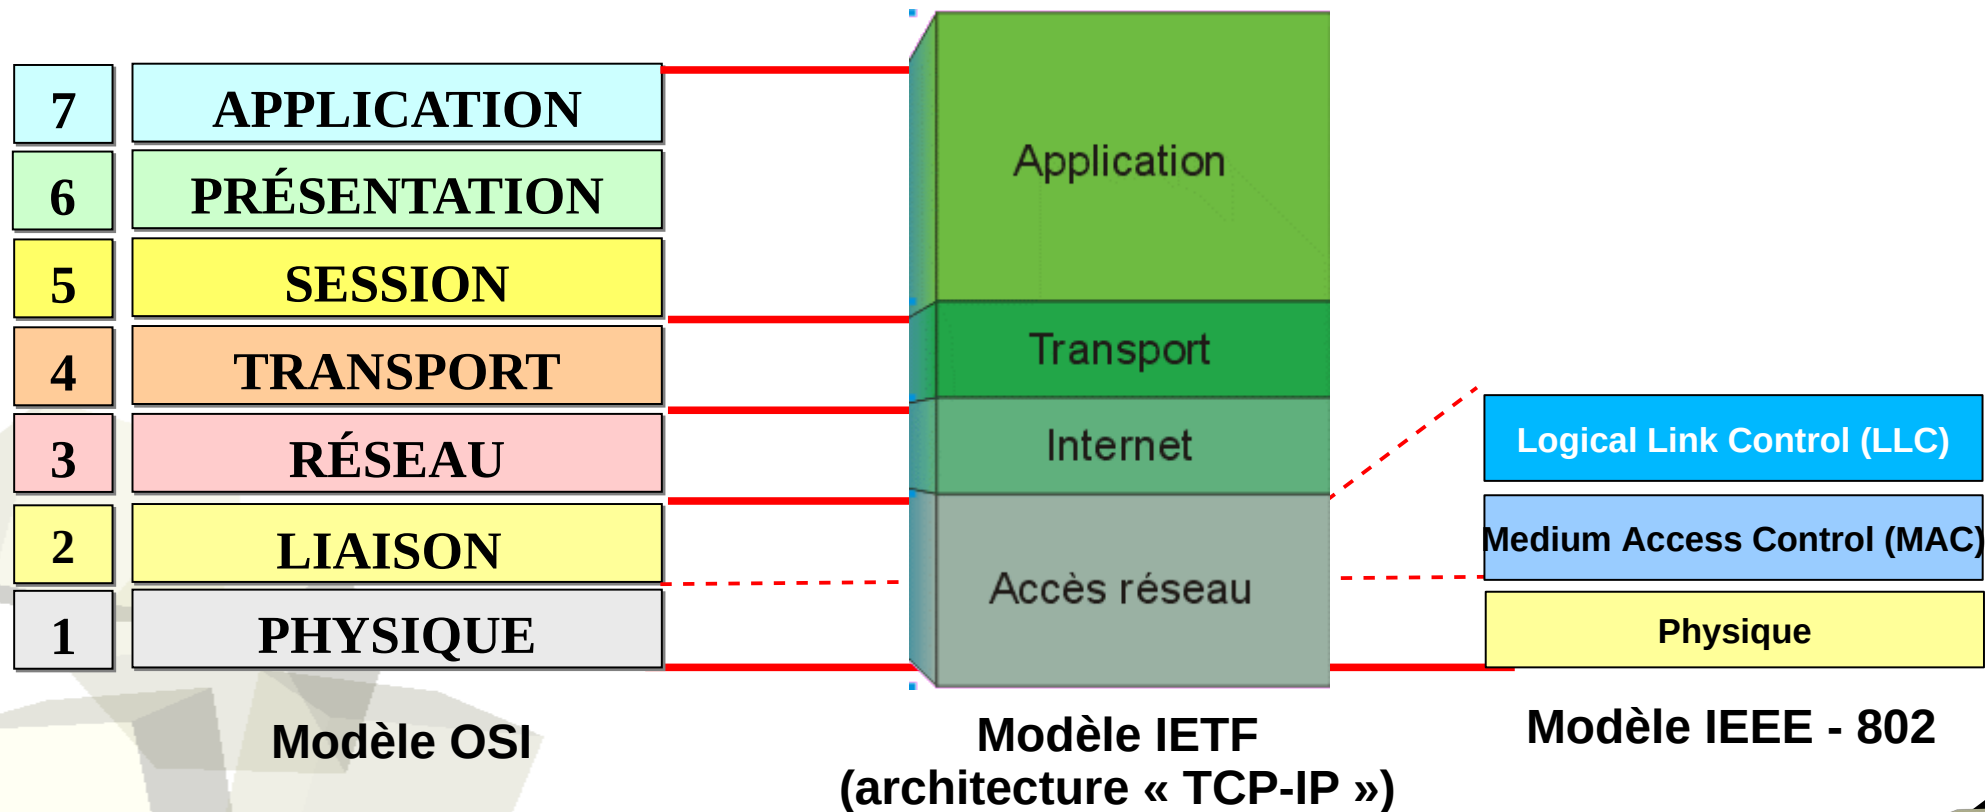 7 APPLICATION
6 PRÉSENTATION
5 SESSION
4 TRANSPORT
3 RÉSEAU
2 LIAISON
1 PHYSIQUE
Modèle OSI
Application
Transport
Internet
Accès réseau
Modèle IETF
(architecture « TCP-IP »)
Logical Link Control (LLC)
Medium Access Control (MAC)
Physique
Modèle IEEE - 802